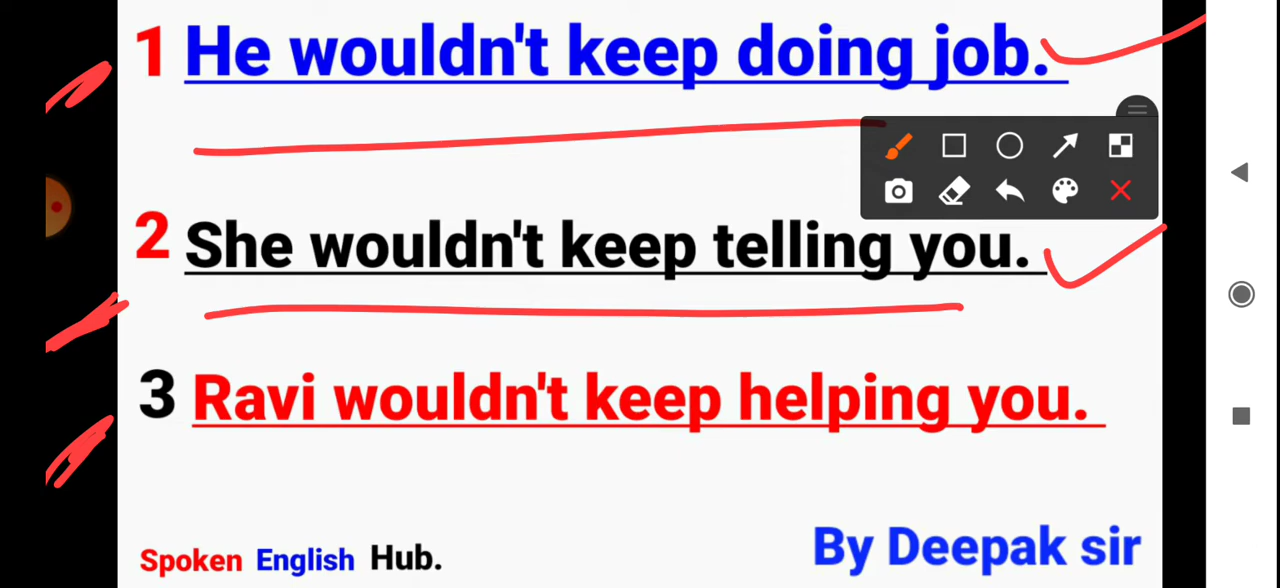 1 He wouldn't keep doing job.
2 She wouldn't keep telling you.
3 Ravi wouldn't keep helping you.
Spoken English Hub.
By Deepak sir